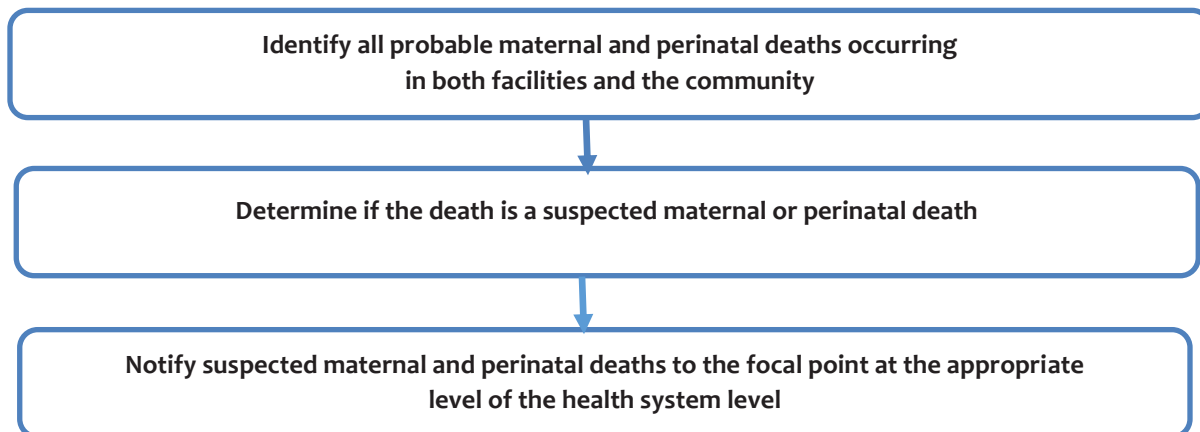 Identify all probable maternal and perinatal deaths occurring
in both facilities and the community
Determine if the death is a suspected maternal or perinatal death
Notify suspected maternal and perinatal deaths to the focal point at the appropriate
level of the health system level